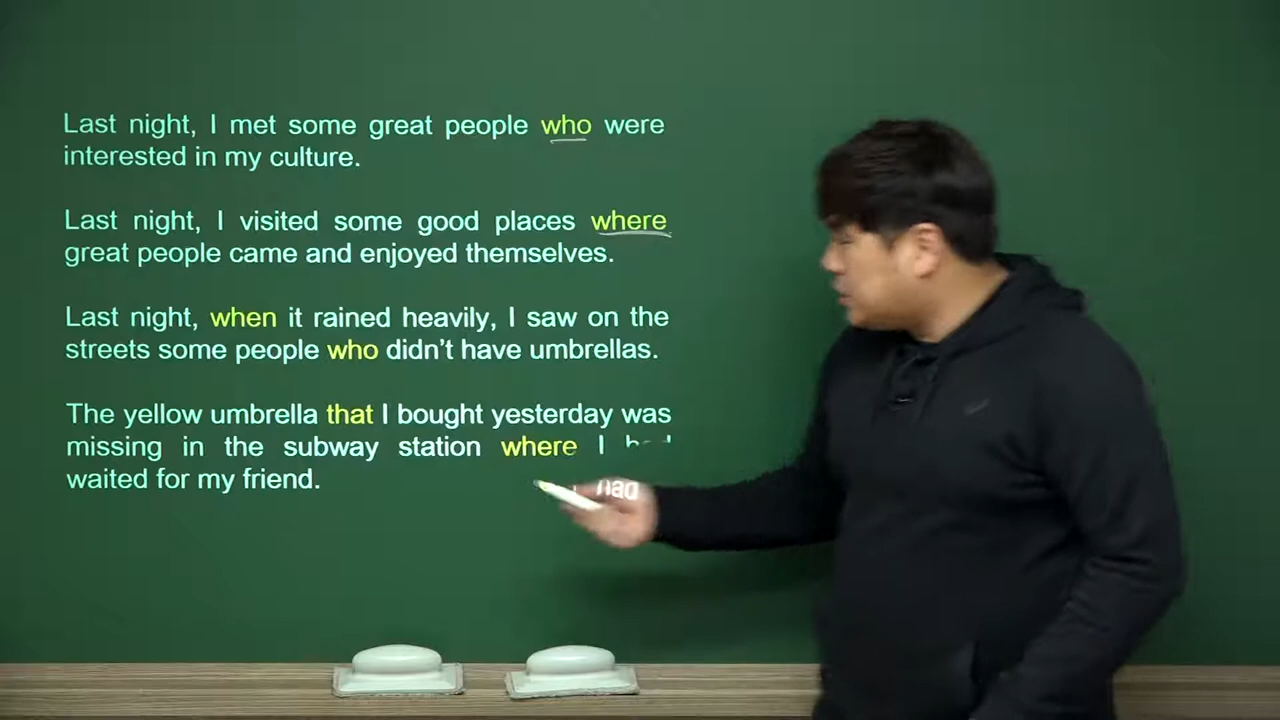 Last night, I met some great people who were
interested in my culture.
Last night, I visited some good places where
great people came and enjoyed themselves.
Last night, when it rained heavily, I saw on the
streets some people who didn't have umbrellas.
The yellow umbrella that I bought yesterday was
missing in the subway station where I had
waited for my friend.